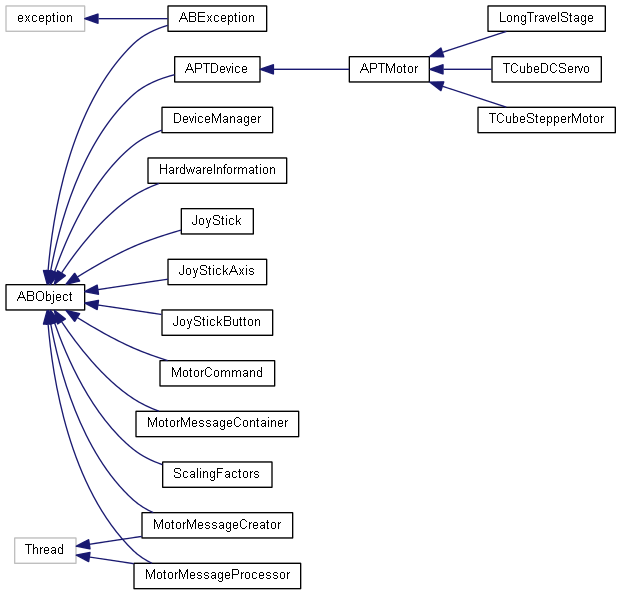 exception
ABException
LongTravelStage
APTDevice
APTMotor
TCubeDCServo
DeviceManager
TCubeStepperMotor
HardwareInformation
JoyStick
JoyStickAxis
ABObject
JoyStickButton
MotorCommand
MotorMessageContainer
ScalingFactors
MotorMessageCreator
Thread
MotorMessageProcessor